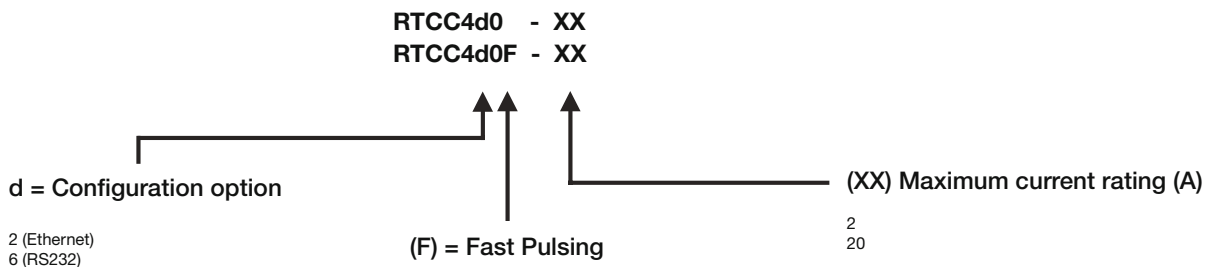 RTCC4d0 - XX
RTCC4d0F - XX
d = Configuration option
2 (Ethernet)
6 (RS232)
(F) = Fast Pulsing
(XX) Maximum current rating (A)
2
20